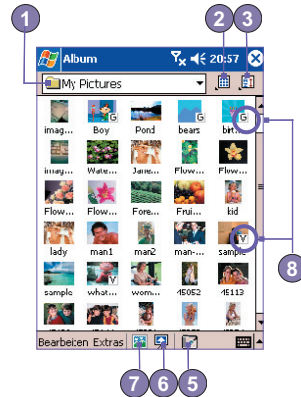 1
2
3
Album 20:57
My Pictures
G G
imag... Boy Pond bears birt...
imag... Wate... Jane... Flow... Flow...
Flow... Flow... Fore... Frui... kid
Y
lady man1 man2 man-... sample
8
Y
sample what... wom... 45052 45113
Bearbeiten Extras
7
6
5